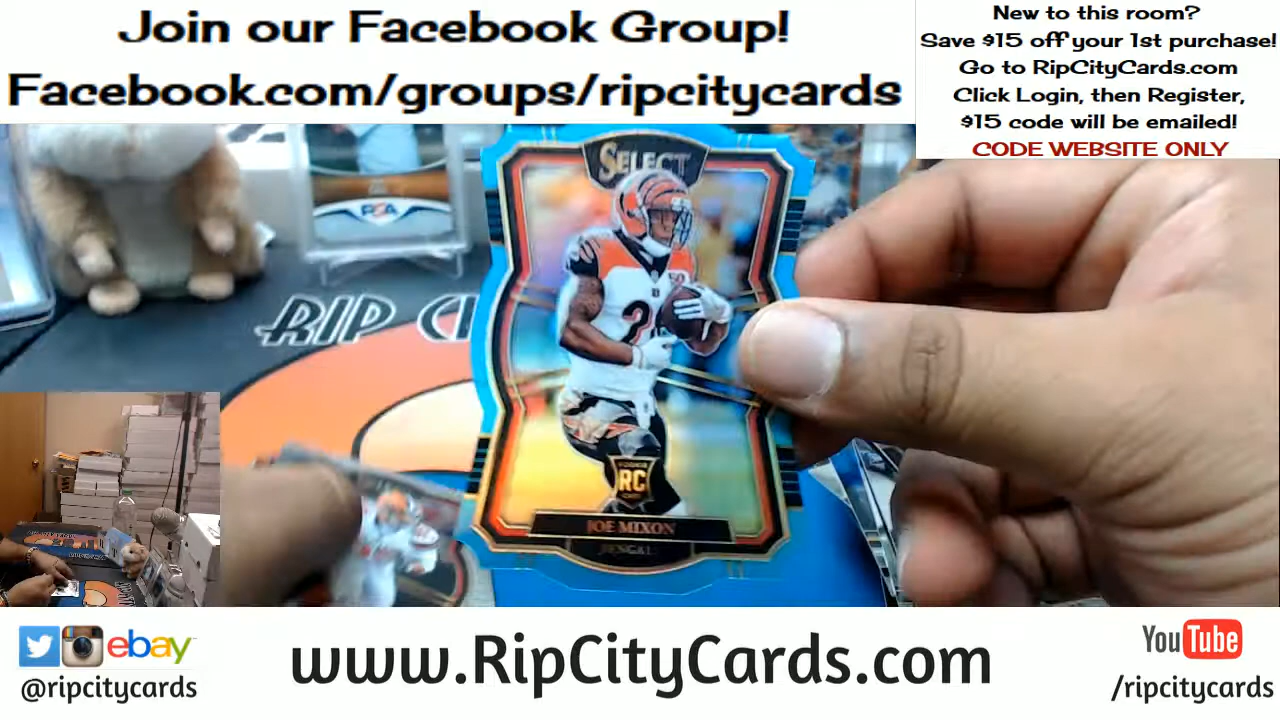 Join our Facebook Group!
Facebook.com/groups/ripcitycards
New to this room?
Save $15 off your 1st purchase!
Go to RipCityCards.com
Click Login, then Register,
$15 code will be emailed!
CODE WEBSITE ONLY
SELECT
PSA
RIP
ROOKIE
RC
CARD
JOE MIXON
BENGALS
ebay
@ripcitycards
www.RipCityCards.com
YouTube
/ripcitycards